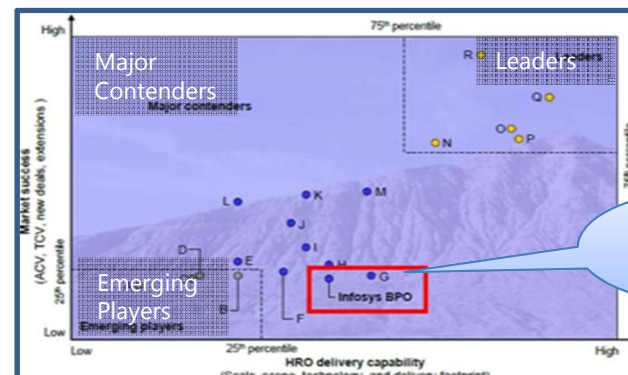 75th percentile
High
Major
Contenders
Major contenders
R
Leaders
Q
O
P
N
L
K
M
J
I
D
E
H
G
Infosys BPO
B
F
Emerging
Players
Emerging players
Market success
(ACV, TCV, new deals, extensions )
25th percentile
Low
Low
25th percentile
High
HRO delivery capability
(Scale, scope, technology, and delivery footprint)